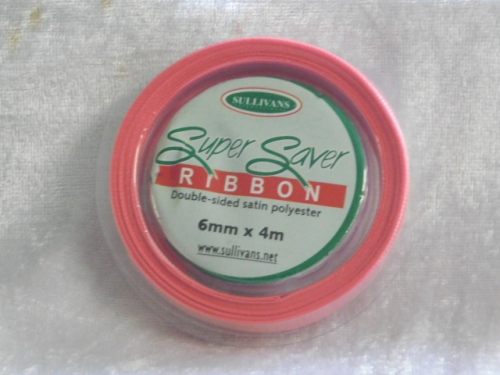 SULLIVANS
Super Saver
RIBBON
Double-sided satin polyester
6mm x 4m
www.sullivans.net